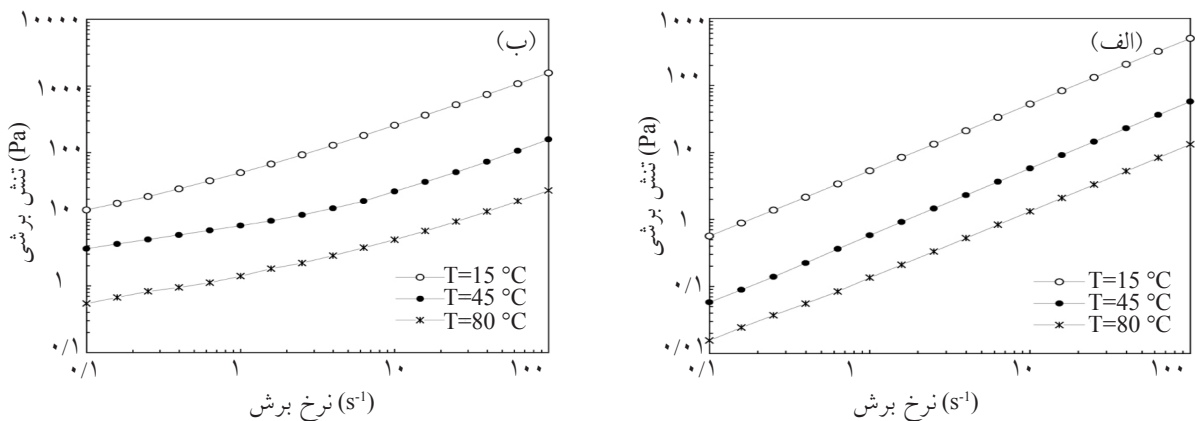 (الف)
۱۰۰۰
۱۰۰
۱۰
۱
۰/۱
۰/۰۱
تنش برشی (Pa)
T=15 °C
T=45 °C
T=80 °C
۰/۱ ۱ ۱۰ ۱۰۰
نرخ برش (s-1)
(ب)
۱۰۰۰۰
۱۰۰۰
۱۰۰
۱۰
۱
۰/۱
تنش برشی (Pa)
T=15 °C
T=45 °C
T=80 °C
۰/۱ ۱ ۱۰ ۱۰۰
نرخ برش (s-1)